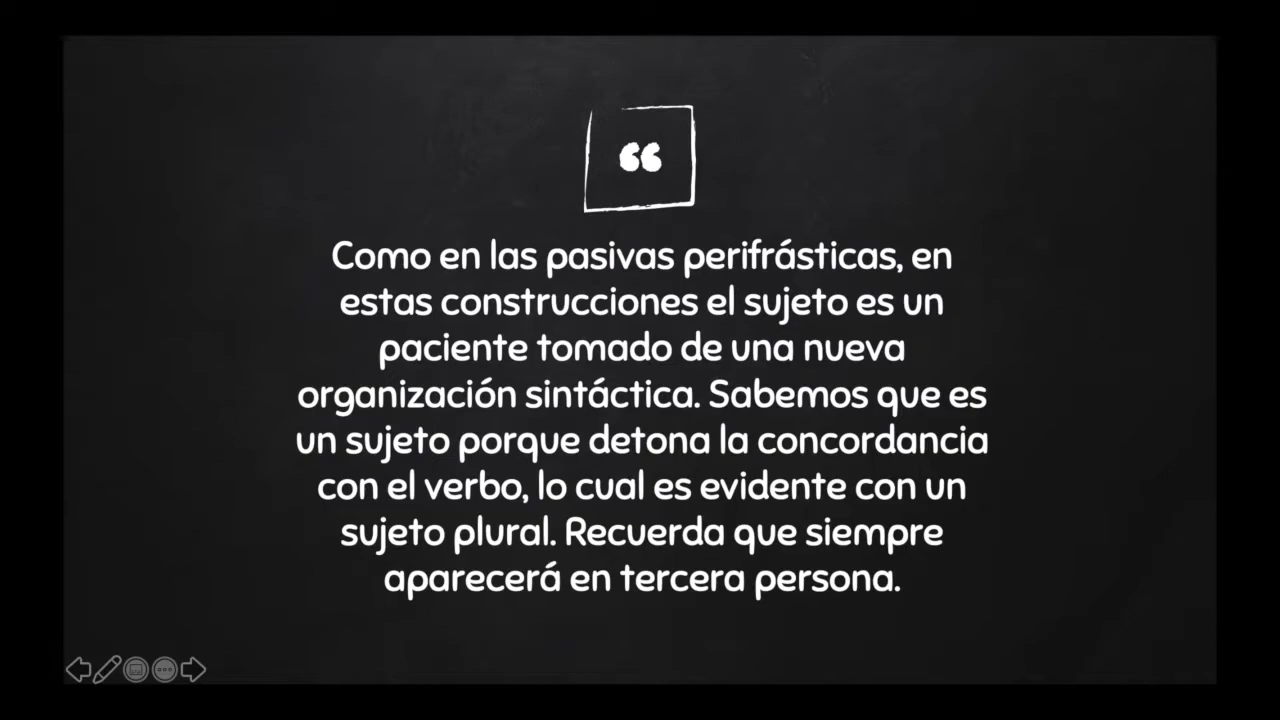 “
Como en las pasivas perifrásticas, en
estas construcciones el sujeto es un
paciente tomado de una nueva
organización sintáctica. Sabemos que es
un sujeto porque detona la concordancia
con el verbo, lo cual es evidente con un
sujeto plural. Recuerda que siempre
aparecerá en tercera persona.